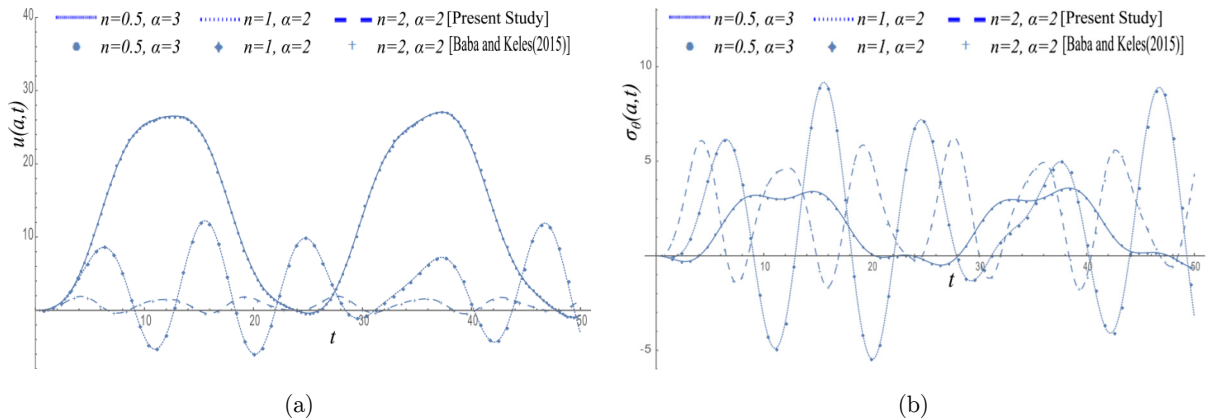 n=0.5, α=3 n=1, α=2 n=2, α=2 [Present Study]
n=0.5, α=3 n=1, α=2 n=2, α=2 [Baba and Keles(2015)]
40
30
20
10
u(a,t)
10 20 30 40 50
t
(a)
n=0.5, α=3 n=1, α=2 n=2, α=2 [Present Study]
n=0.5, α=3 n=1, α=2 n=2, α=2 [Baba and Keles(2015)]
10
5
-5
σθ(a,t)
10 20 30 40 50
t
(b)